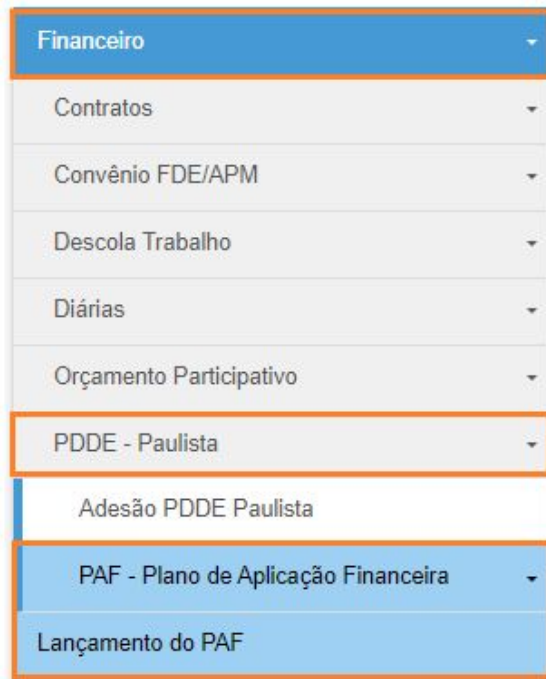 Financeiro
Contratos
Convênio FDE/APM
Descola Trabalho
Diárias
Orçamento Participativo
PDDE - Paulista
Adesão PDDE Paulista
PAF - Plano de Aplicação Financeira
Lançamento do PAF